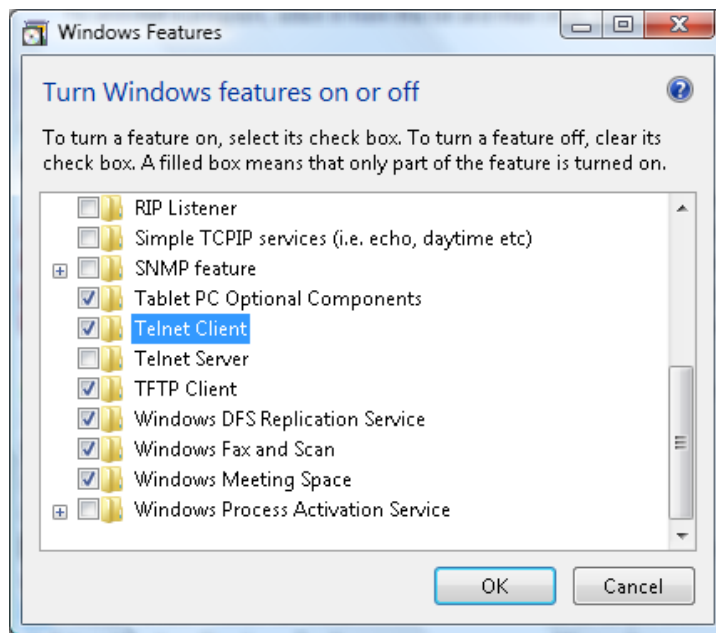 Windows Features
Turn Windows features on or off
To turn a feature on, select its check box. To turn a feature off, clear its
check box. A filled box means that only part of the feature is turned on.
RIP Listener
Simple TCPIP services (i.e. echo, daytime etc)
SNMP feature
Tablet PC Optional Components
Telnet Client
Telnet Server
TFTP Client
Windows DFS Replication Service
Windows Fax and Scan
Windows Meeting Space
Windows Process Activation Service
OK Cancel